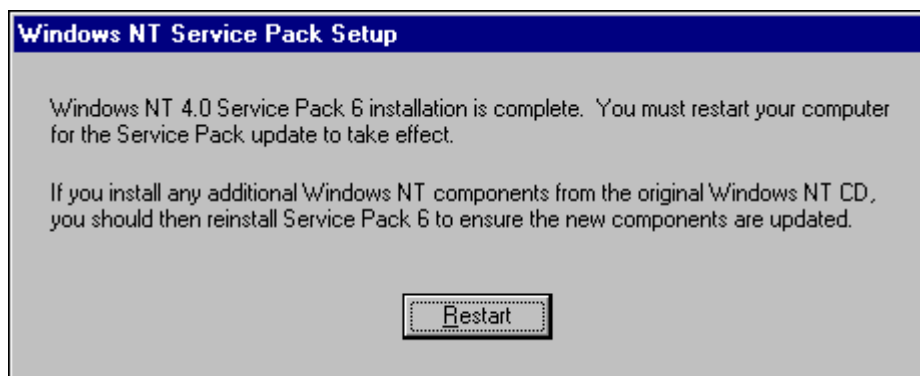 Windows NT Service Pack Setup
Windows NT 4.0 Service Pack 6 installation is complete.  You must restart your computer
for the Service Pack update to take effect.
If you install any additional Windows NT components from the original Windows NT CD,
you should then reinstall Service Pack 6 to ensure the new components are updated.
Restart